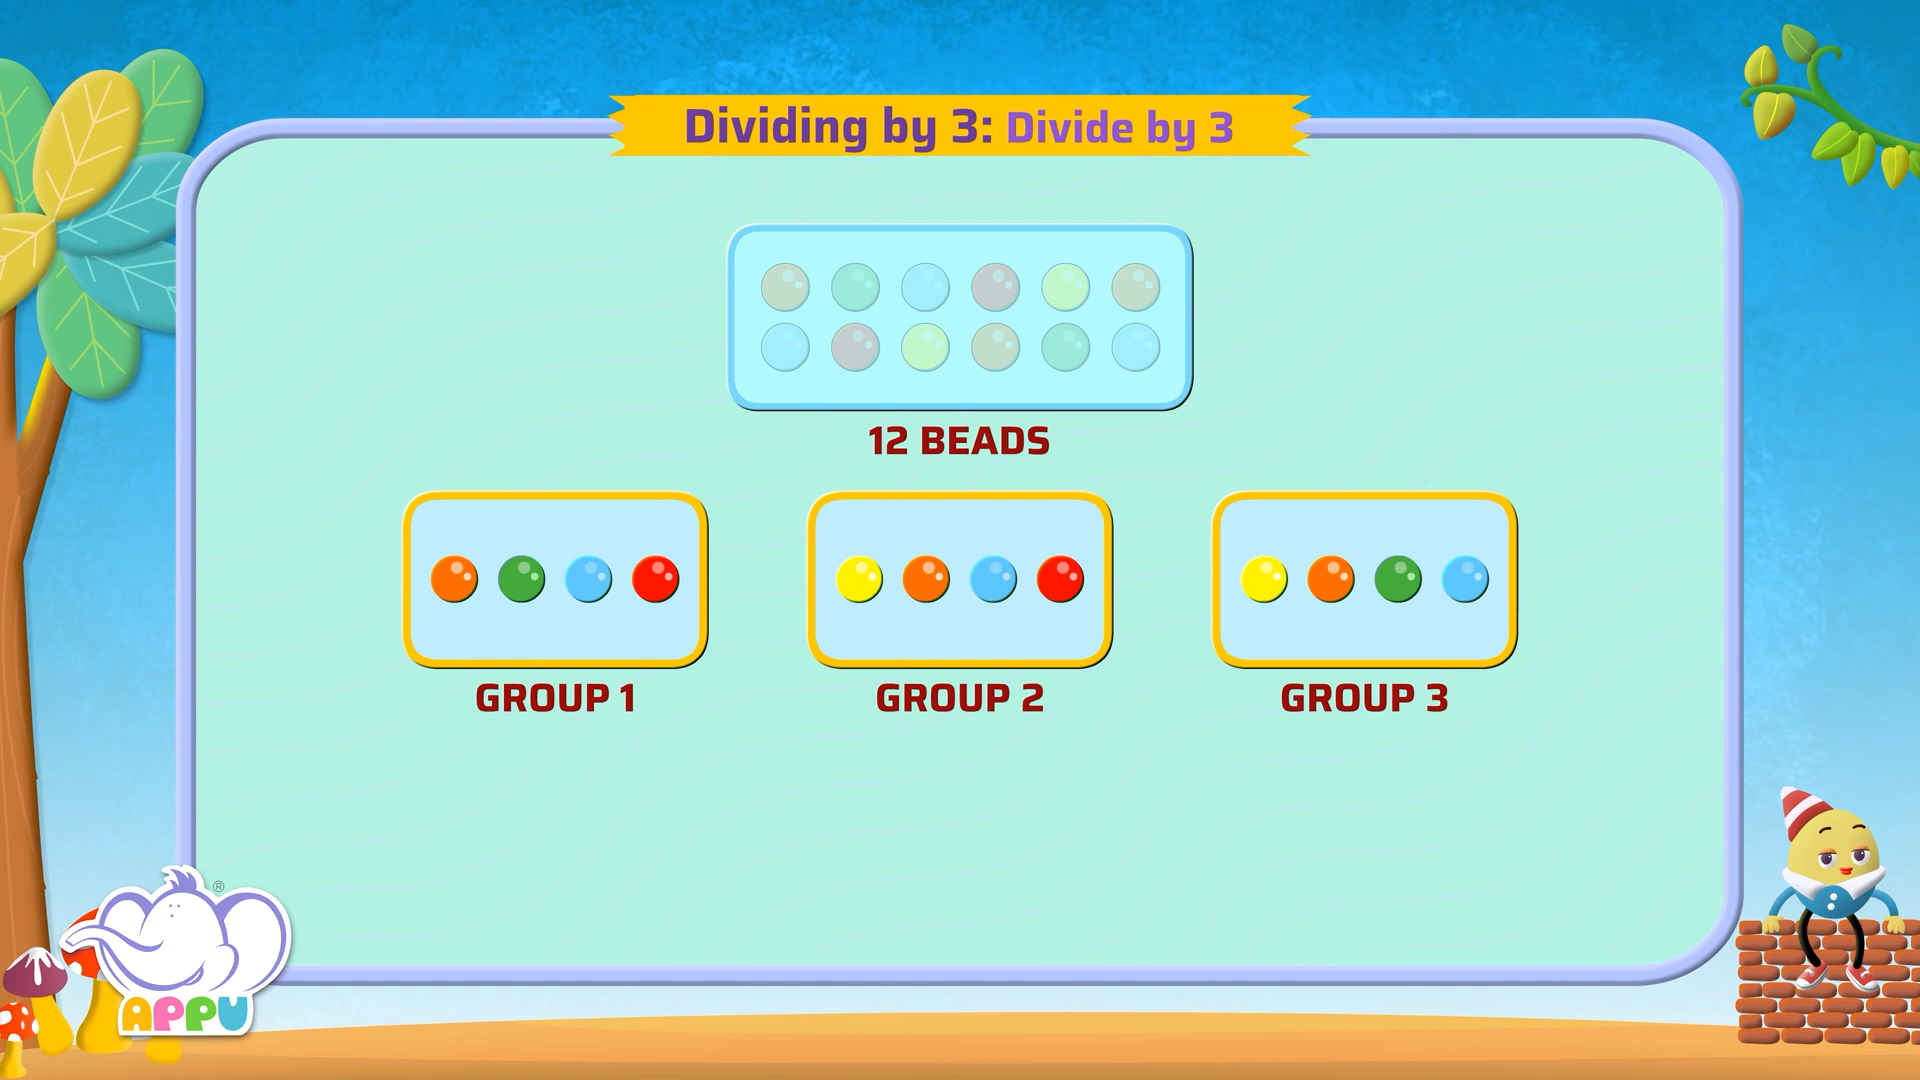 Dividing by 3: Divide by 3
12 BEADS
GROUP 1
GROUP 2
GROUP 3
®
APPU